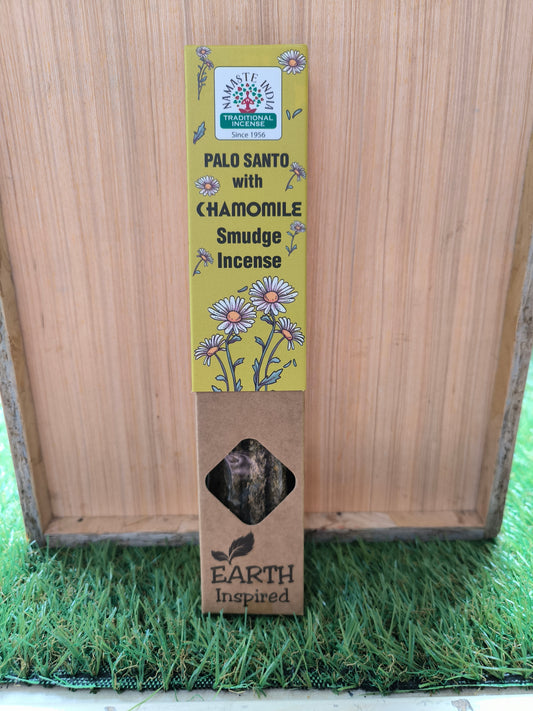 NAMASTE INDIA
TRADITIONAL
INCENSE
Since 1956
PALO SANTO
with
CHAMOMILE
Smudge
Incense
EARTH
Inspired